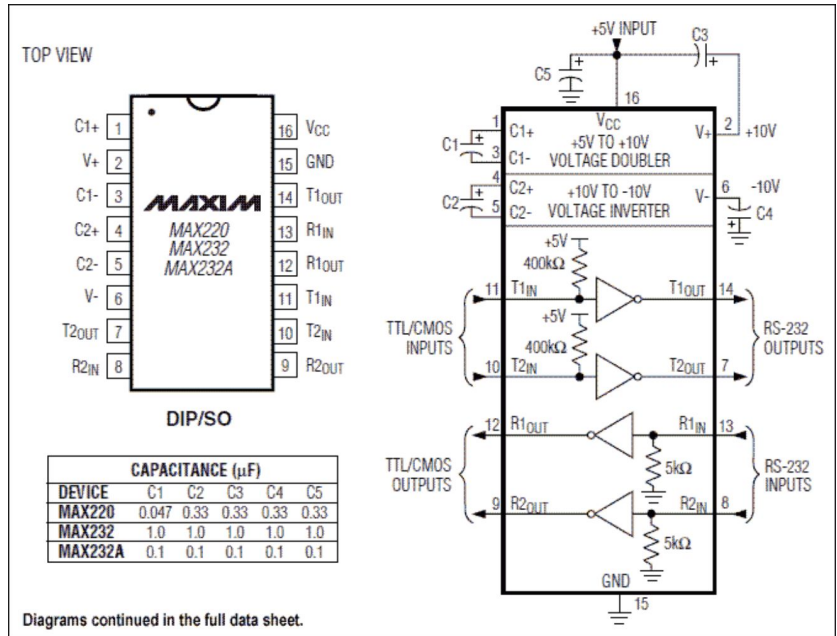 TOP VIEW
C1+ 1
V+ 2
C1- 3
C2+ 4
C2- 5
V- 6
T2OUT 7
R2IN 8
MAXIM
MAX220
MAX232
MAX232A
16 VCC
15 GND
14 T1OUT
13 R1IN
12 R1OUT
11 T1IN
10 T2IN
9 R2OUT
DIP/SO
CAPACITANCE (µF)
DEVICE C1 C2 C3 C4 C5
MAX220 0.047 0.33 0.33 0.33 0.33
MAX232 1.0 1.0 1.0 1.0 1.0
MAX232A 0.1 0.1 0.1 0.1 0.1
Diagrams continued in the full data sheet.
+5V INPUT
C3
+
C5
+
16
VCC
1 C1+
C1
+
3 C1-
+5V TO +10V
VOLTAGE DOUBLER
V+ 2 +10V
4 C2+
C2
+
5 C2-
+10V TO -10V
VOLTAGE INVERTER
V- 6 -10V
+
C4
+5V
400kΩ
11 T1IN
T1OUT 14
+5V
400kΩ
10 T2IN
T2OUT 7
TTL/CMOS
INPUTS
RS-232
OUTPUTS
12 R1OUT
R1IN 13
5kΩ
9 R2OUT
R2IN 8
5kΩ
TTL/CMOS
OUTPUTS
RS-232
INPUTS
GND
15